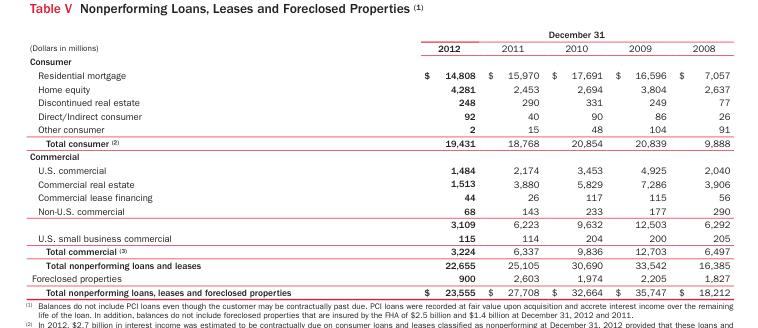 Table V Nonperforming Loans, Leases and Foreclosed Properties (1)
December 31
(Dollars in millions) 2012 2011 2010 2009 2008
Consumer
Residential mortgage $ 14,808 $ 15,970 $ 17,691 $ 16,596 $ 7,057
Home equity 4,281 2,453 2,694 3,804 2,637
Discontinued real estate 248 290 331 249 77
Direct/Indirect consumer 92 40 90 86 26
Other consumer 2 15 48 104 91
Total consumer (2) 19,431 18,768 20,854 20,839 9,888
Commercial
U.S. commercial 1,484 2,174 3,453 4,925 2,040
Commercial real estate 1,513 3,880 5,829 7,286 3,906
Commercial lease financing 44 26 117 115 56
Non-U.S. commercial 68 143 233 177 290
3,109 6,223 9,632 12,503 6,292
U.S. small business commercial 115 114 204 200 205
Total commercial (3) 3,224 6,337 9,836 12,703 6,497
Total nonperforming loans and leases 22,655 25,105 30,690 33,542 16,385
Foreclosed properties 900 2,603 1,974 2,205 1,827
Total nonperforming loans, leases and foreclosed properties $ 23,555 $ 27,708 $ 32,664 $ 35,747 $ 18,212
(1) Balances do not include PCI loans even though the customer may be contractually past due. PCI loans were recorded at fair value upon acquisition and accrete interest income over the remaining
life of the loan. In addition, balances do not include foreclosed properties that are insured by the FHA of $2.5 billion and $1.4 billion at December 31, 2012 and 2011.
(2) In 2012, $2.7 billion in interest income was estimated to be contractually due on consumer loans and leases classified as nonperforming at December 31, 2012 provided that these loans and